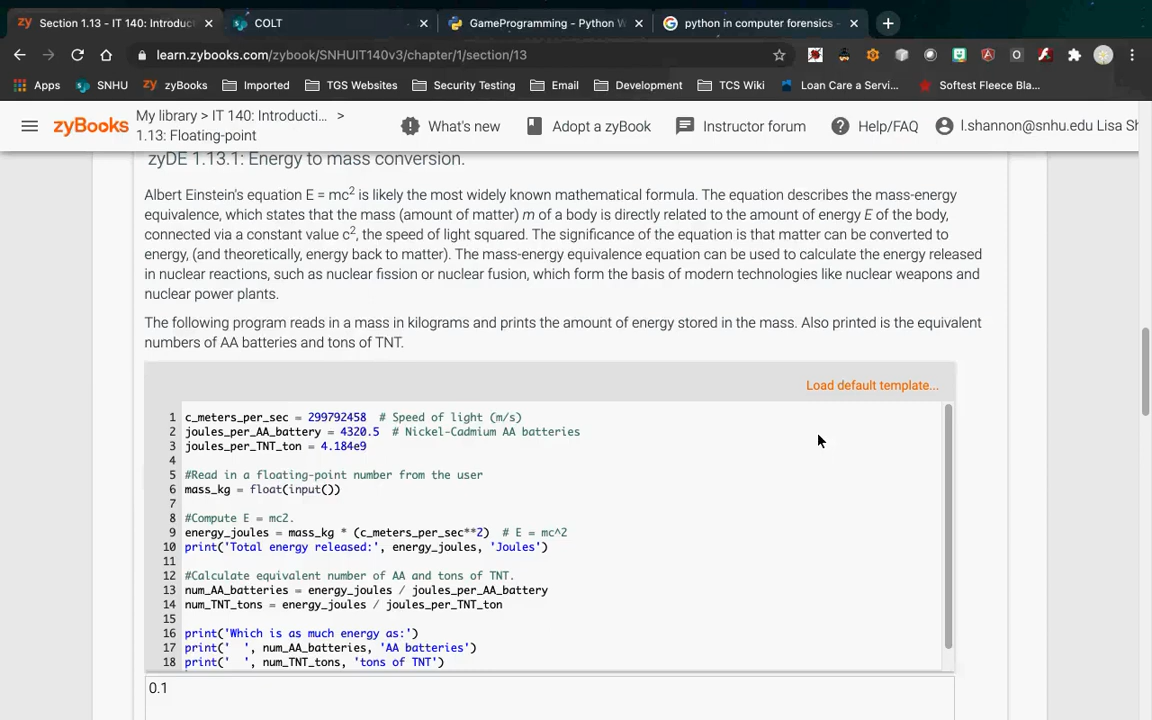 Section 1.13 - IT 140: Introduct
COLT
GameProgramming - Python W
python in computer forensics -
learn.zybooks.com/zybook/SNHUIT140v3/chapter/1/section/13
Apps
SNHU
zyBooks
Imported
TGS Websites
Security Testing
Email
Development
TCS Wiki
Loan Care a Servi...
Softest Fleece Bla...
zyBooks
My library > IT 140: Introducti... >
1.13: Floating-point
What's new
Adopt a zyBook
Instructor forum
Help/FAQ
l.shannon@snhu.edu Lisa Sh
zyDE 1.13.1: Energy to mass conversion.
Albert Einstein's equation E = mc² is likely the most widely known mathematical formula. The equation describes the mass-energy
equivalence, which states that the mass (amount of matter) m of a body is directly related to the amount of energy E of the body,
connected via a constant value c², the speed of light squared. The significance of the equation is that matter can be converted to
energy, (and theoretically, energy back to matter). The mass-energy equivalence equation can be used to calculate the energy released
in nuclear reactions, such as nuclear fission or nuclear fusion, which form the basis of modern technologies like nuclear weapons and
nuclear power plants.
The following program reads in a mass in kilograms and prints the amount of energy stored in the mass. Also printed is the equivalent
numbers of AA batteries and tons of TNT.
Load default template...
1 c_meters_per_sec = 299792458  # Speed of light (m/s)
2 joules_per_AA_battery = 4320.5  # Nickel-Cadmium AA batteries
3 joules_per_TNT_ton = 4.184e9
4
5 #Read in a floating-point number from the user
6 mass_kg = float(input())
7
8 #Compute E = mc2.
9 energy_joules = mass_kg * (c_meters_per_sec**2)  # E = mc^2
10 print('Total energy released:', energy_joules, 'Joules')
11
12 #Calculate equivalent number of AA and tons of TNT.
13 num_AA_batteries = energy_joules / joules_per_AA_battery
14 num_TNT_tons = energy_joules / joules_per_TNT_ton
15
16 print('Which is as much energy as:')
17 print('  ', num_AA_batteries, 'AA batteries')
18 print('  ', num_TNT_tons, 'tons of TNT')
0.1